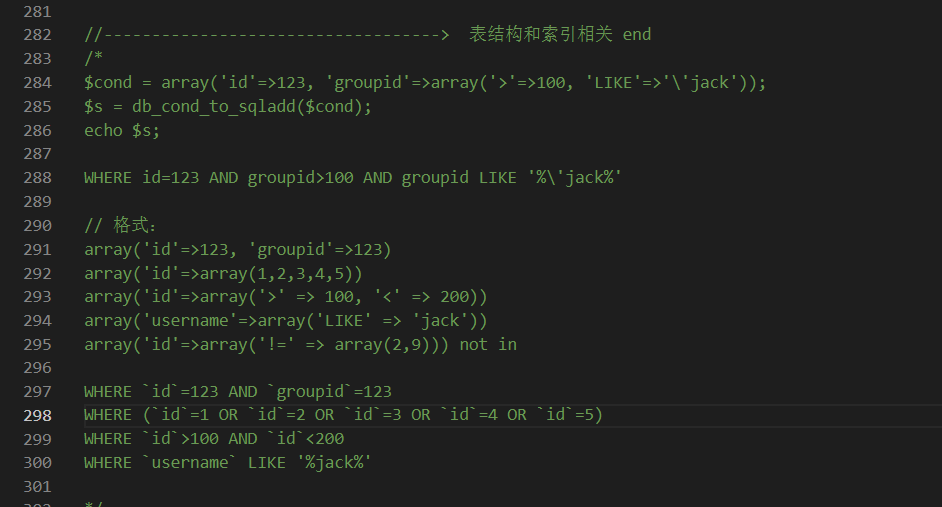 281
282 //-----------------------------------> 表结构和索引相关 end
283 /*
284 $cond = array('id'=>123, 'groupid'=>array('>'=>100, 'LIKE'=>'\'jack'));
285 $s = db_cond_to_sqladd($cond);
286 echo $s;
287
288 WHERE id=123 AND groupid>100 AND groupid LIKE '%\'jack%'
289
290 // 格式：
291 array('id'=>123, 'groupid'=>123)
292 array('id'=>array(1,2,3,4,5))
293 array('id'=>array('>' => 100, '<' => 200))
294 array('username'=>array('LIKE' => 'jack'))
295 array('id'=>array('!=' => array(2,9))) not in
296
297 WHERE `id`=123 AND `groupid`=123
298 WHERE (`id`=1 OR `id`=2 OR `id`=3 OR `id`=4 OR `id`=5)
299 WHERE `id`>100 AND `id`<200
300 WHERE `username` LIKE '%jack%'
301